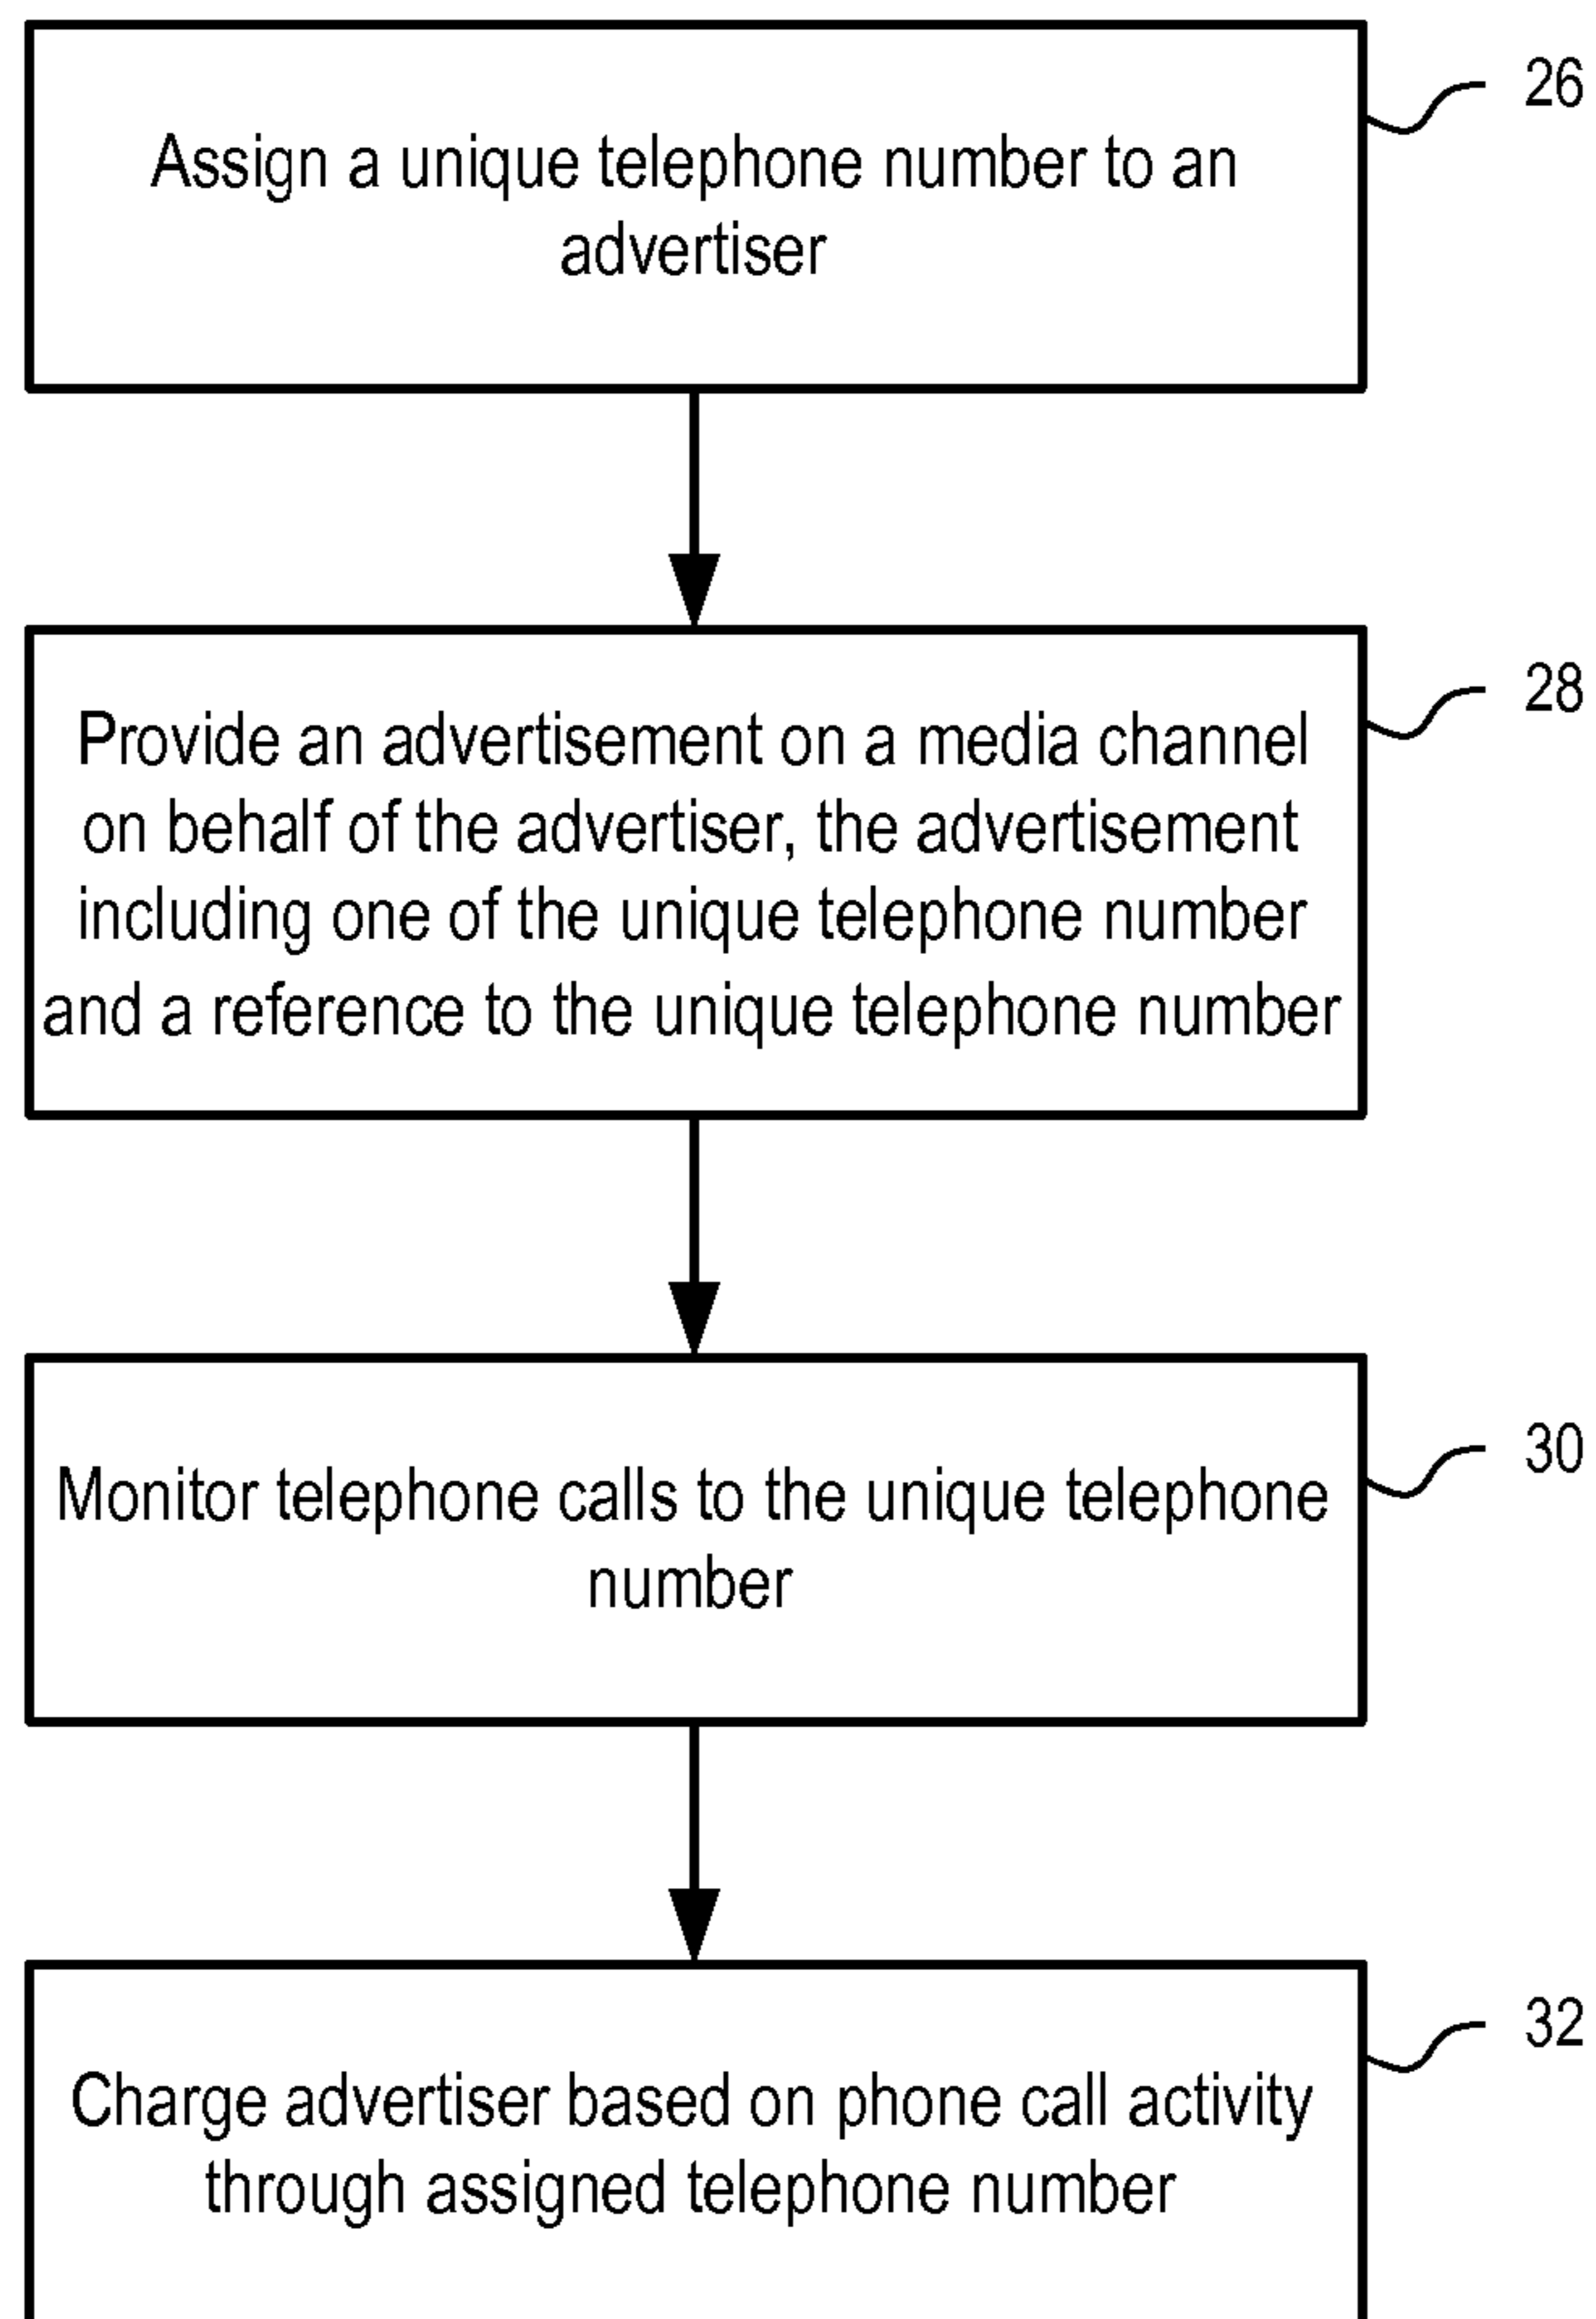 26
Assign a unique telephone number to an
advertiser
28
Provide an advertisement on a media channel
on behalf of the advertiser, the advertisement
including one of the unique telephone number
and a reference to the unique telephone number
30
Monitor telephone calls to the unique telephone
number
32
Charge advertiser based on phone call activity
through assigned telephone number